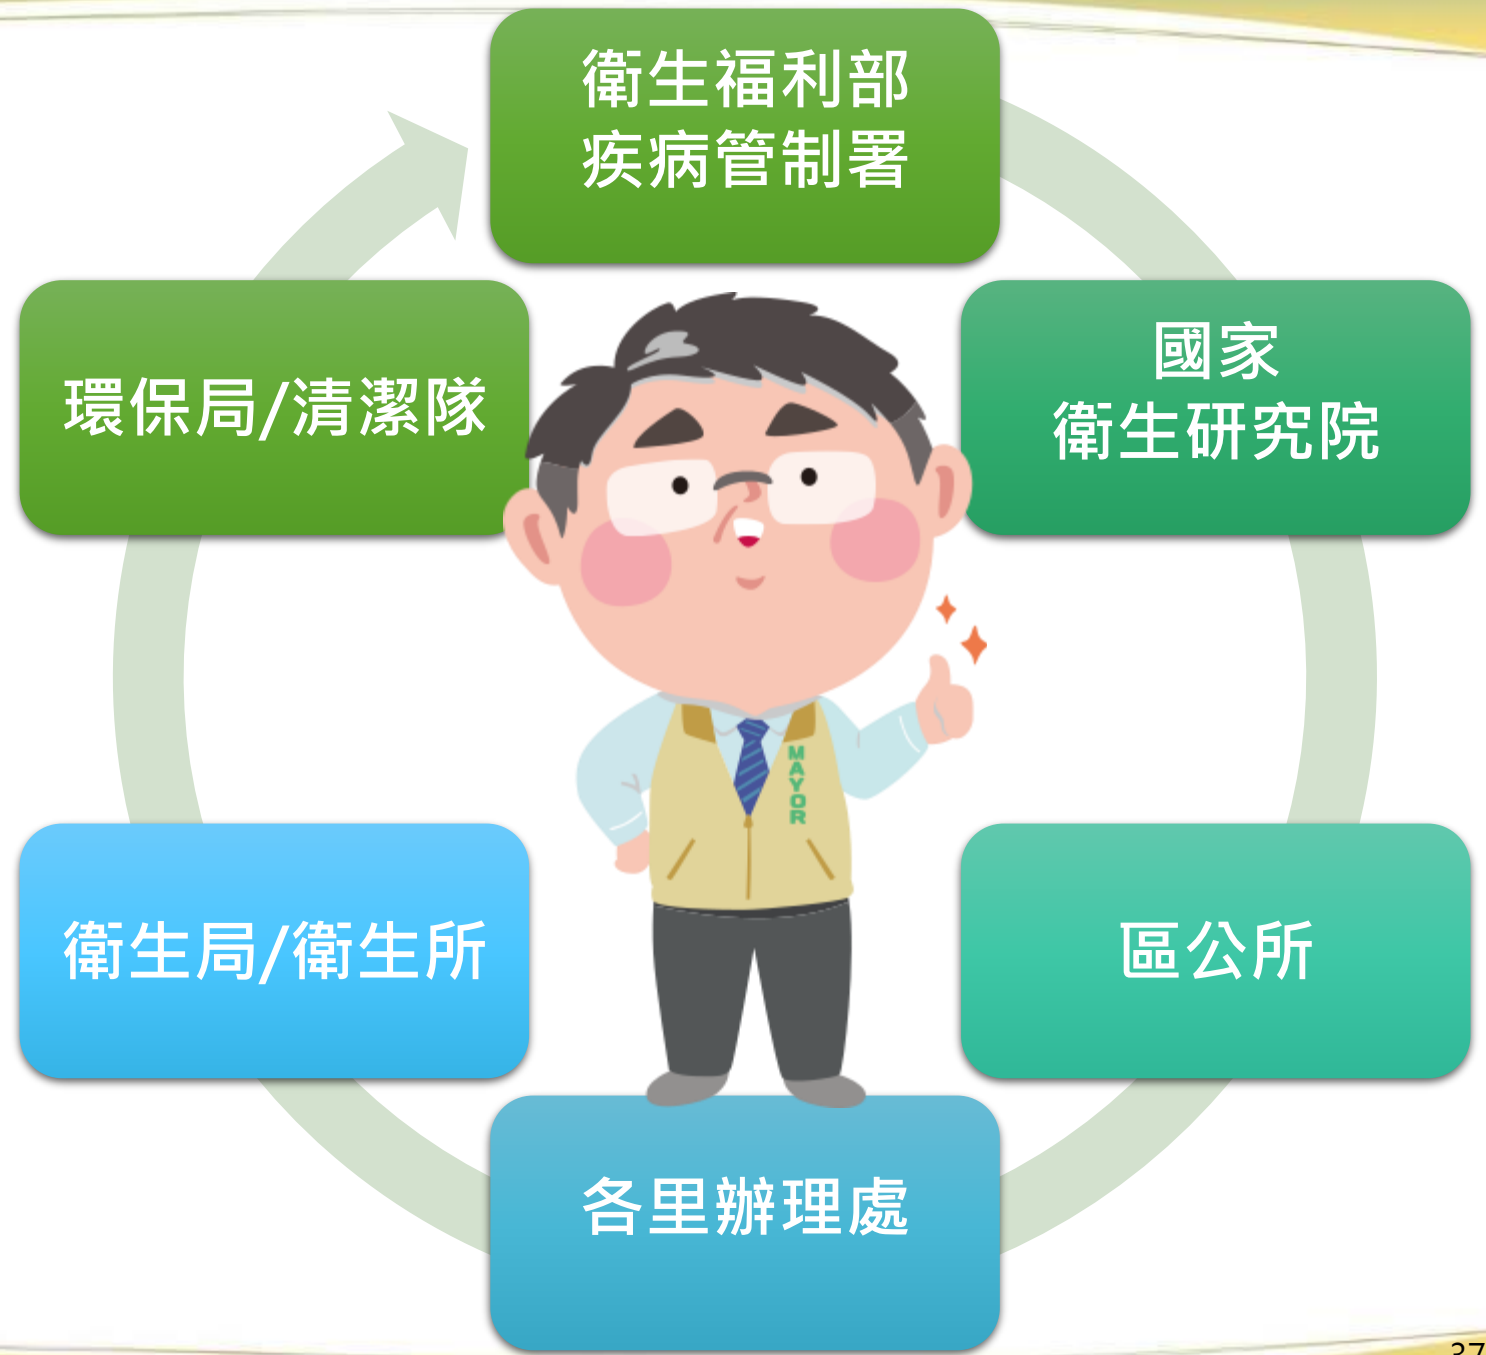 衛生福利部
疾病管制署
國家
衛生研究院
區公所
各里辦理處
衛生局/衛生所
環保局/清潔隊
MAYOR
37